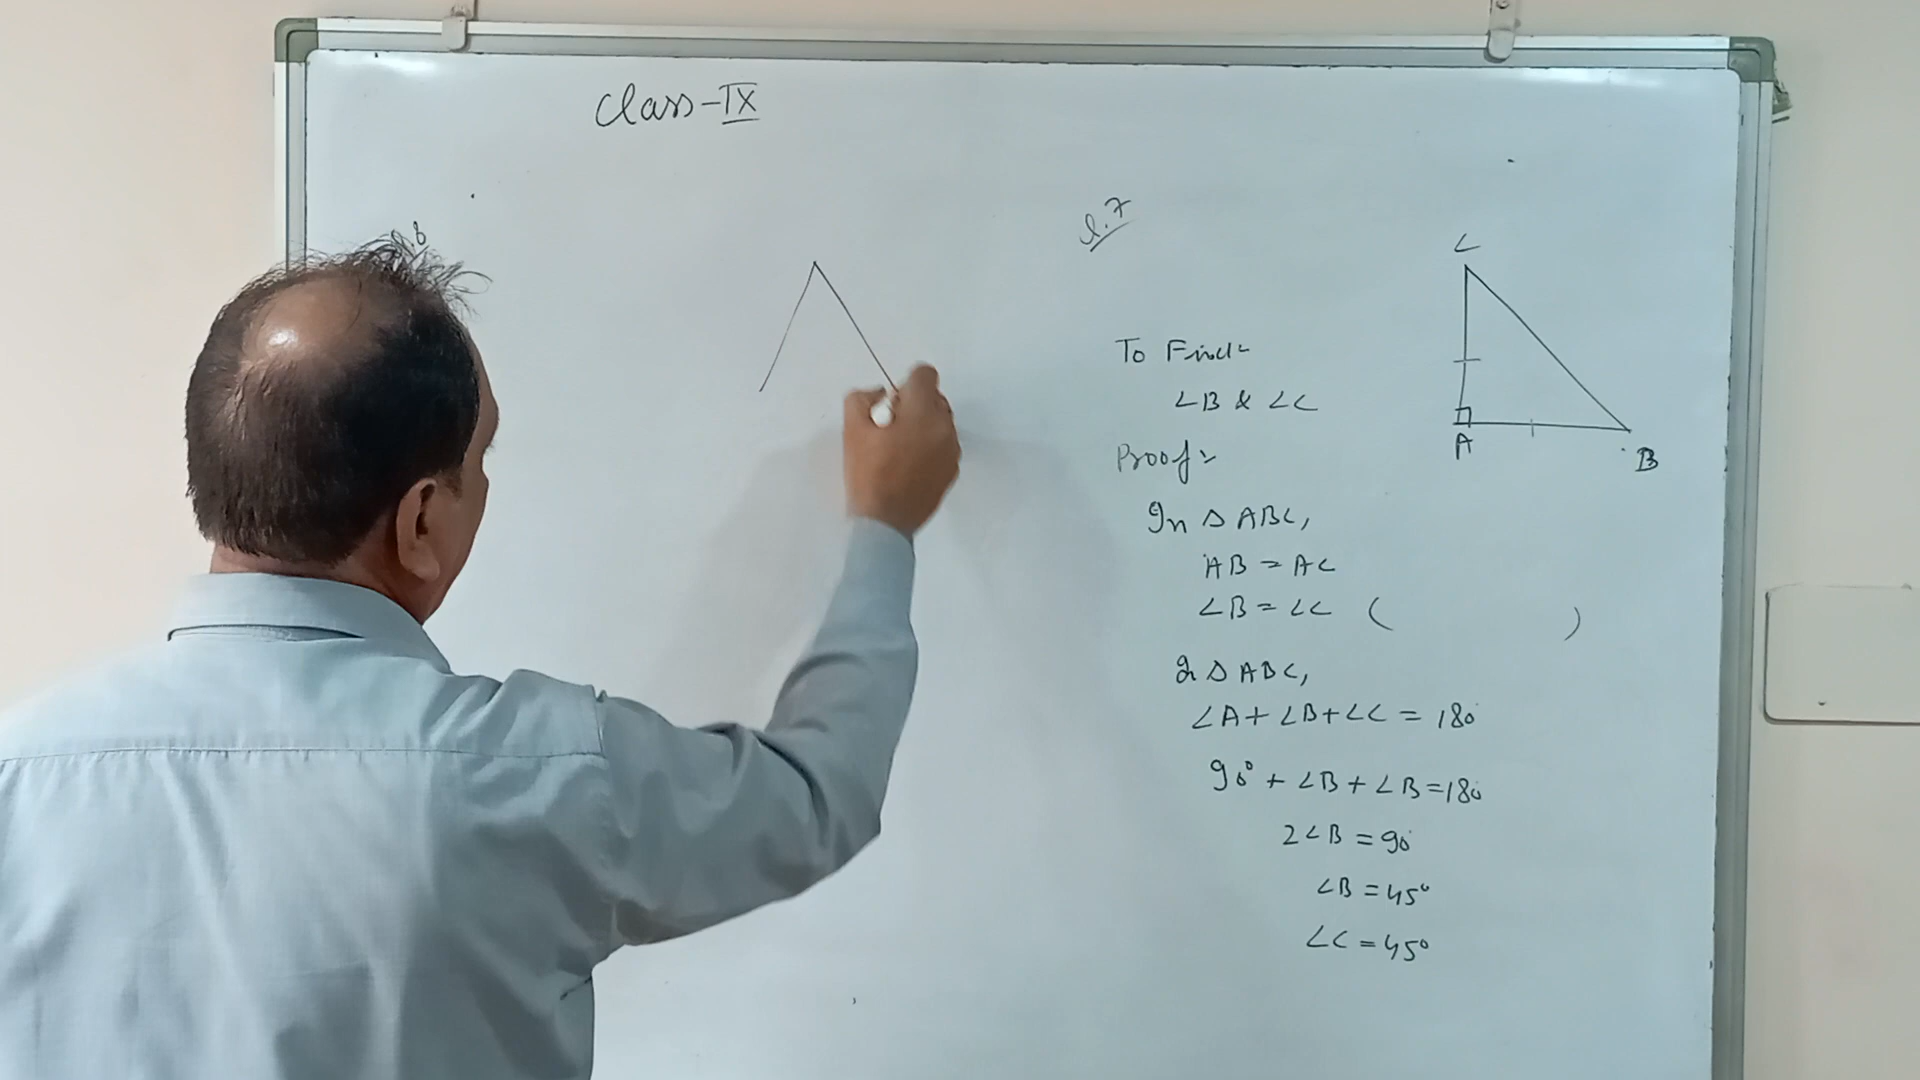 Class-IX
.8
Q.7
C
A
B
To Find:-
∠B & ∠C
Proof:-
In △ ABC,
AB = AC
∠B = ∠C ( )
In △ ABC,
∠A + ∠B + ∠C = 180°
90° + ∠B + ∠B = 180°
2∠B = 90°
∠B = 45°
∠C = 45°